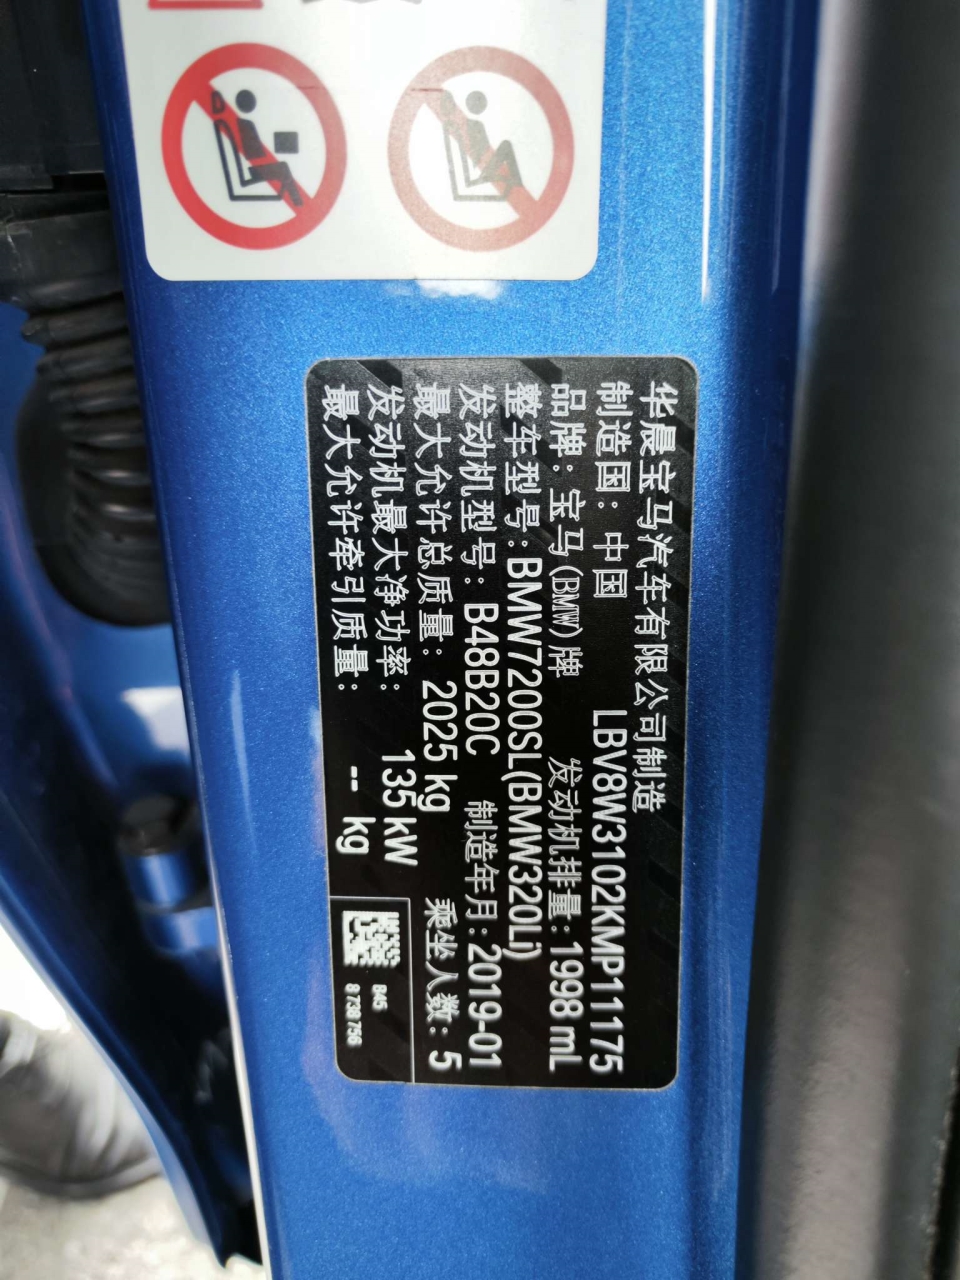 华晨宝马汽车有限公司制造
制造国：中国 LBV8W3102KMP11175
品牌：宝马(BMW)牌 发动机排量：1998 mL
整车型号：BMW7200SL(BMW320Li)
发动机型号：B48B20C 制造年月：2019-01
最大允许总质量：2025 kg 乘坐人数：5
发动机最大净功率：135 kW
最大允许牵引质量：-- kg
B45
8 738 756